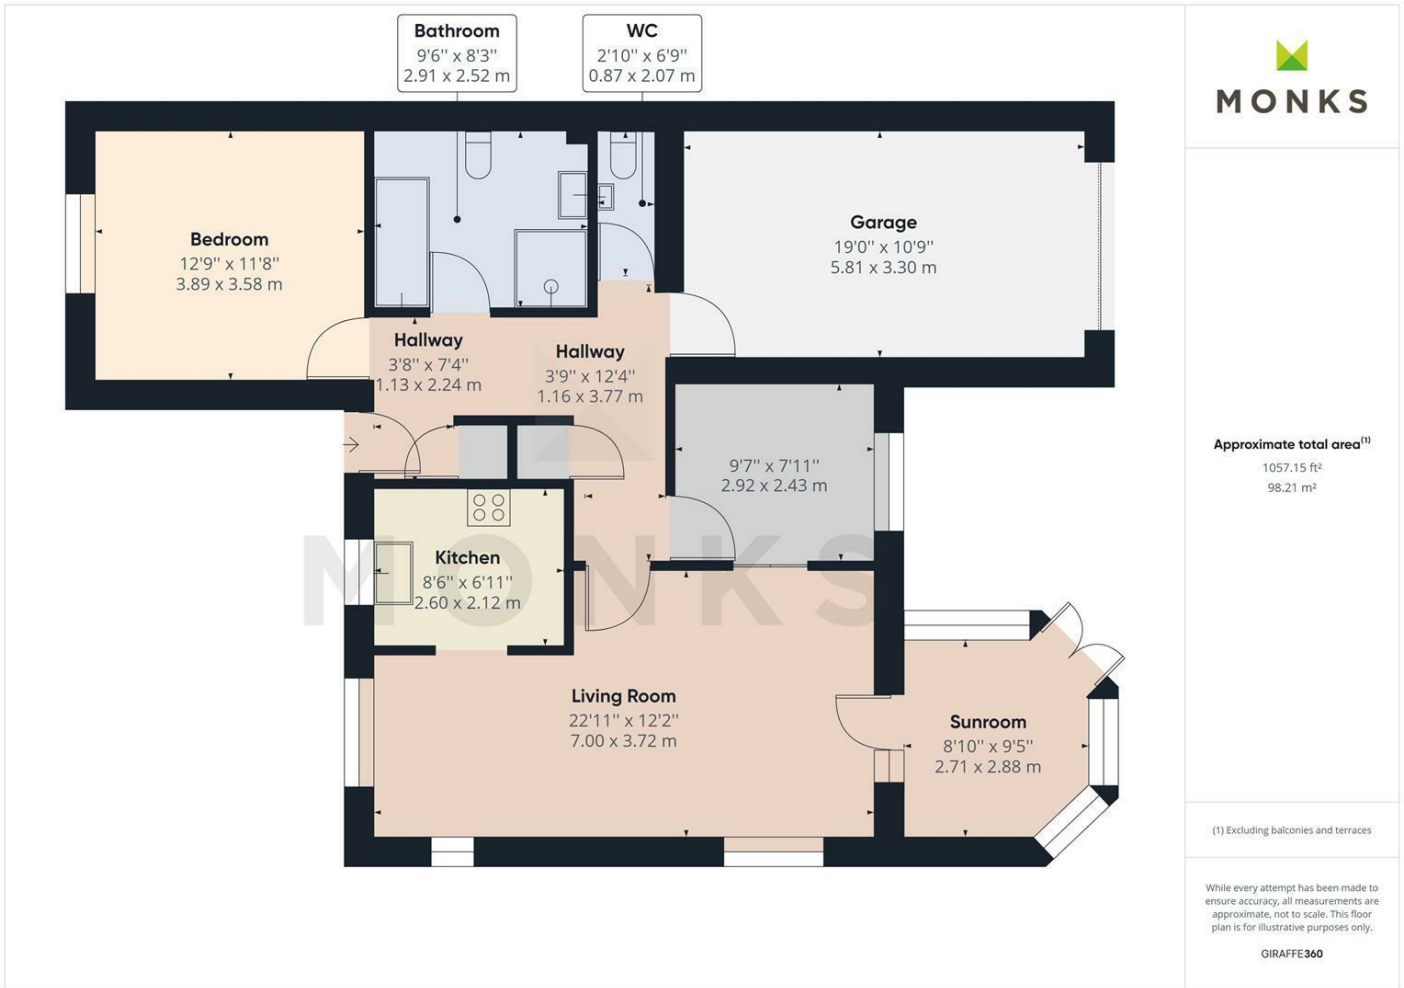 Bathroom
9'6" x 8'3"
2.91 x 2.52 m
WC
2'10" x 6'9"
0.87 x 2.07 m
MONKS
Bedroom
12'9" x 11'8"
3.89 x 3.58 m
Garage
19'0" x 10'9"
5.81 x 3.30 m
Hallway
3'8" x 7'4"
1.13 x 2.24 m
Hallway
3'9" x 12'4"
1.16 x 3.77 m
9'7" x 7'11"
2.92 x 2.43 m
Kitchen
8'6" x 6'11"
2.60 x 2.12 m
MONKS
Living Room
22'11" x 12'2"
7.00 x 3.72 m
Sunroom
8'10" x 9'5"
2.71 x 2.88 m
Approximate total area(1)
1057.15 ft²
98.21 m²
(1) Excluding balconies and terraces
While every attempt has been made to
ensure accuracy, all measurements are
approximate, not to scale. This floor
plan is for illustrative purposes only.
GIRAFFE360